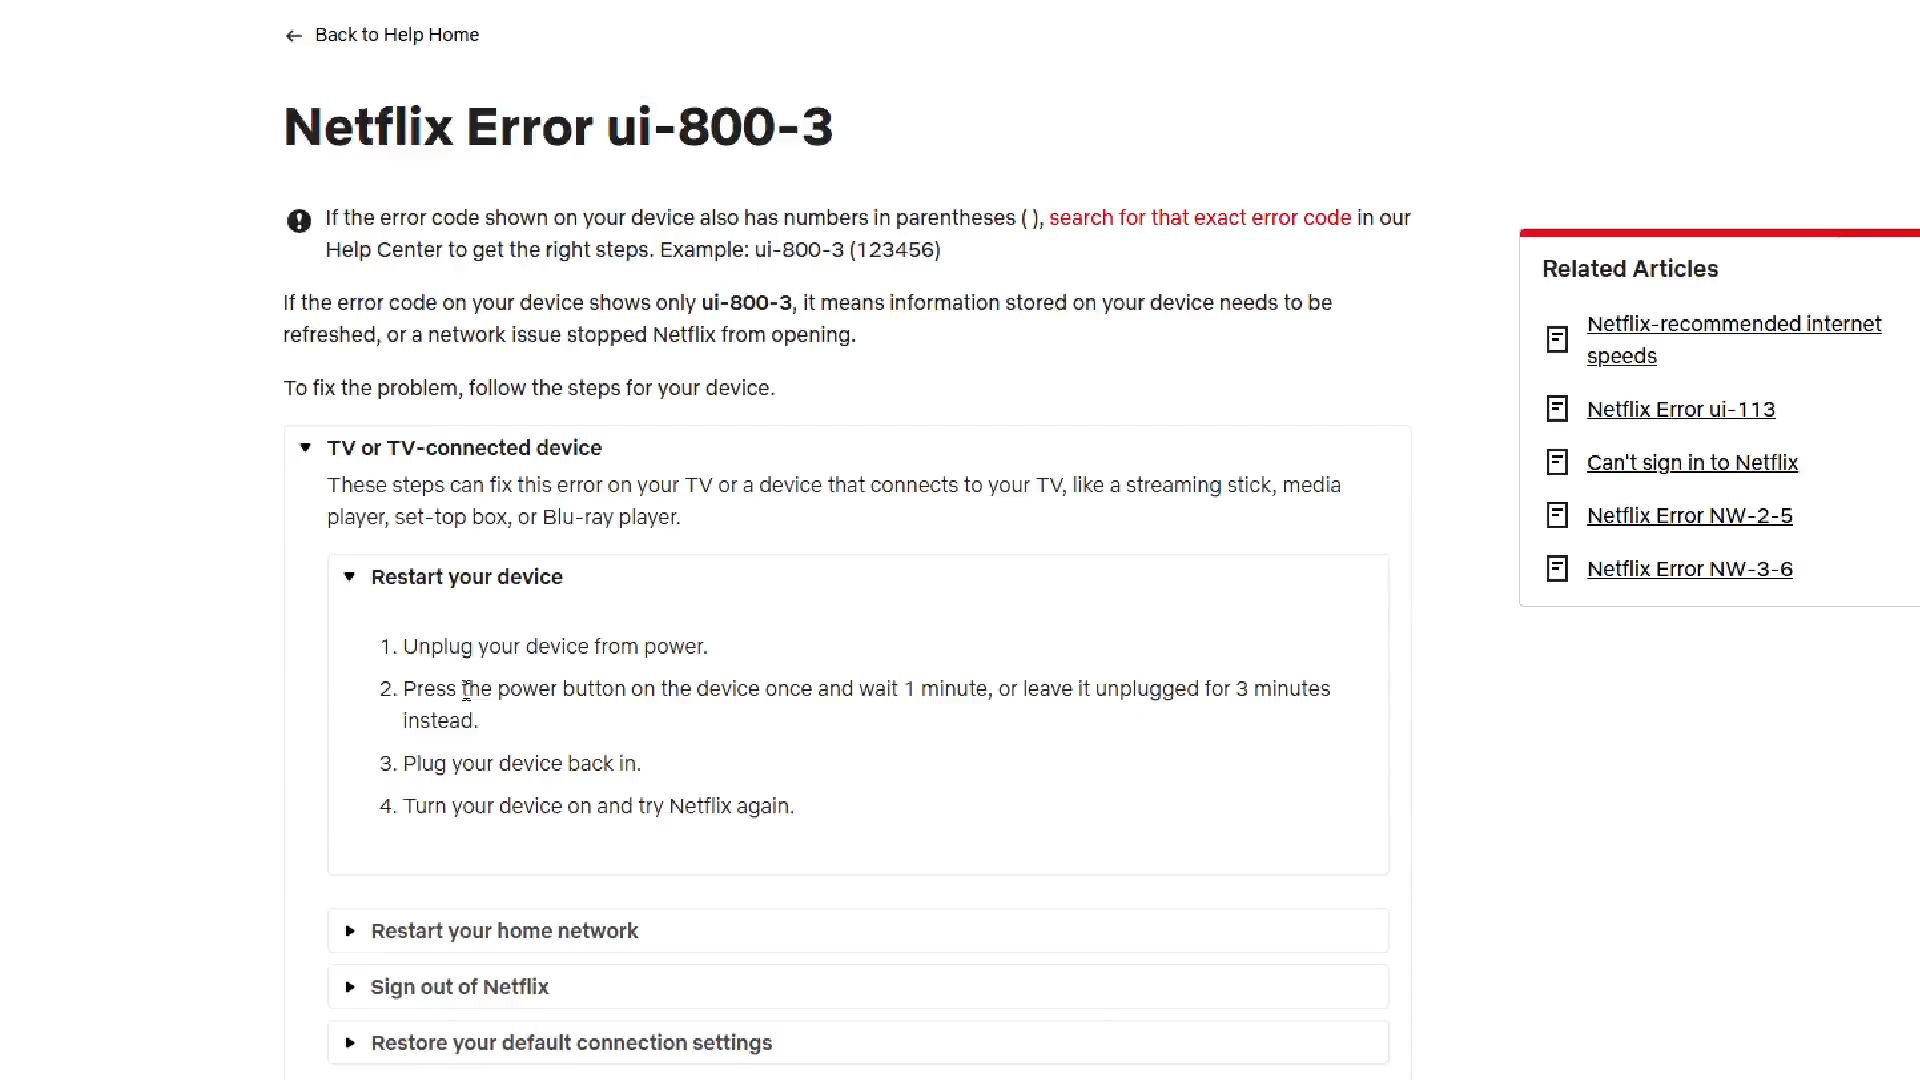 Back to Help Home
Netflix Error ui-800-3
If the error code shown on your device also has numbers in parentheses ( ), search for that exact error code in our
Help Center to get the right steps. Example: ui-800-3 (123456)
If the error code on your device shows only ui-800-3, it means information stored on your device needs to be
refreshed, or a network issue stopped Netflix from opening.
To fix the problem, follow the steps for your device.
TV or TV-connected device
These steps can fix this error on your TV or a device that connects to your TV, like a streaming stick, media
player, set-top box, or Blu-ray player.
Restart your device
1. Unplug your device from power.
2. Press the power button on the device once and wait 1 minute, or leave it unplugged for 3 minutes
instead.
3. Plug your device back in.
4. Turn your device on and try Netflix again.
Restart your home network
Sign out of Netflix
Restore your default connection settings
Related Articles
Netflix-recommended internet
speeds
Netflix Error ui-113
Can't sign in to Netflix
Netflix Error NW-2-5
Netflix Error NW-3-6